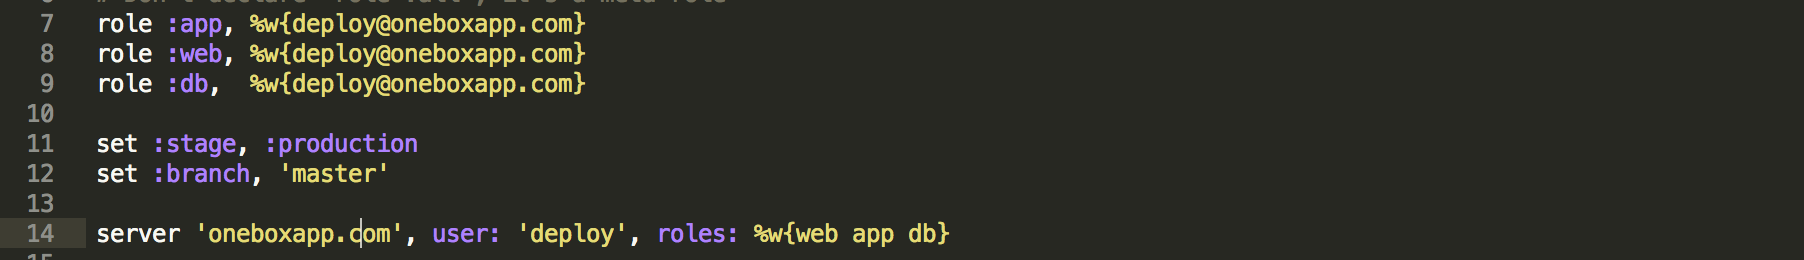 7 role :app, %w{deploy@oneboxapp.com}
8 role :web, %w{deploy@oneboxapp.com}
9 role :db,  %w{deploy@oneboxapp.com}
10
11 set :stage, :production
12 set :branch, 'master'
13
14 server 'oneboxapp.com', user: 'deploy', roles: %w{web app db}
15